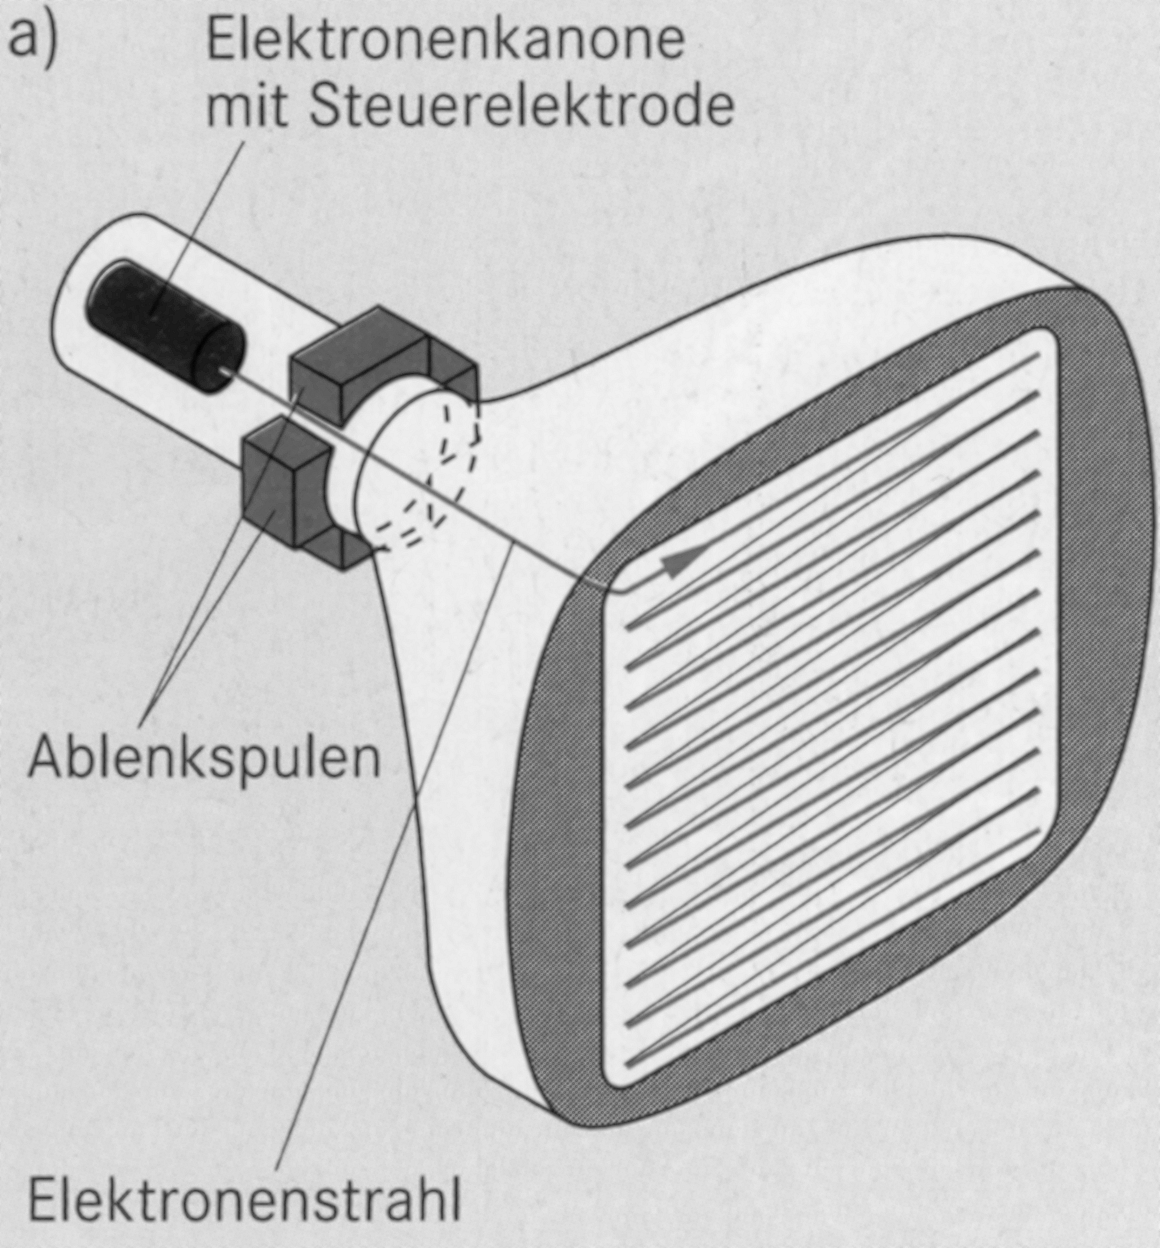 a)
Elektronenkanone
mit Steuerelektrode
Ablenkspulen
Elektronenstrahl